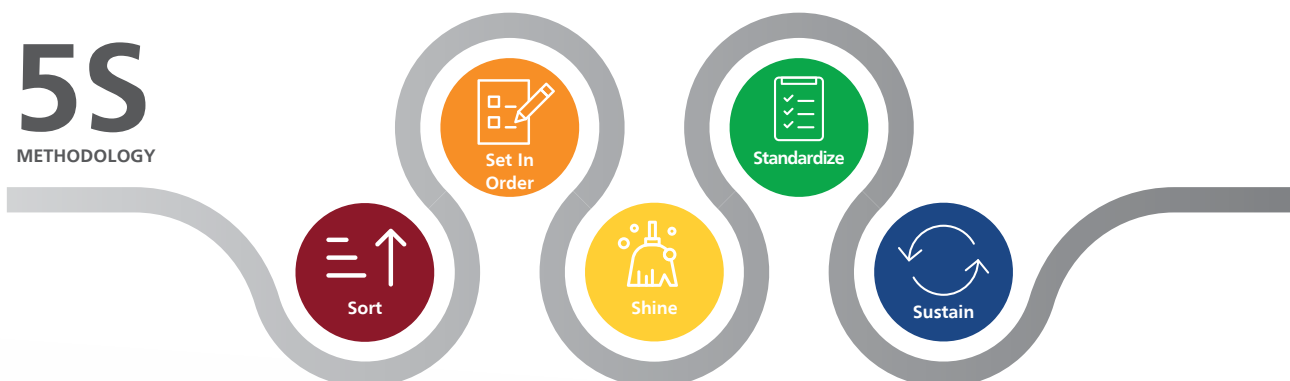 5S
METHODOLOGY
Sort
Set In
Order
Shine
Standardize
Sustain